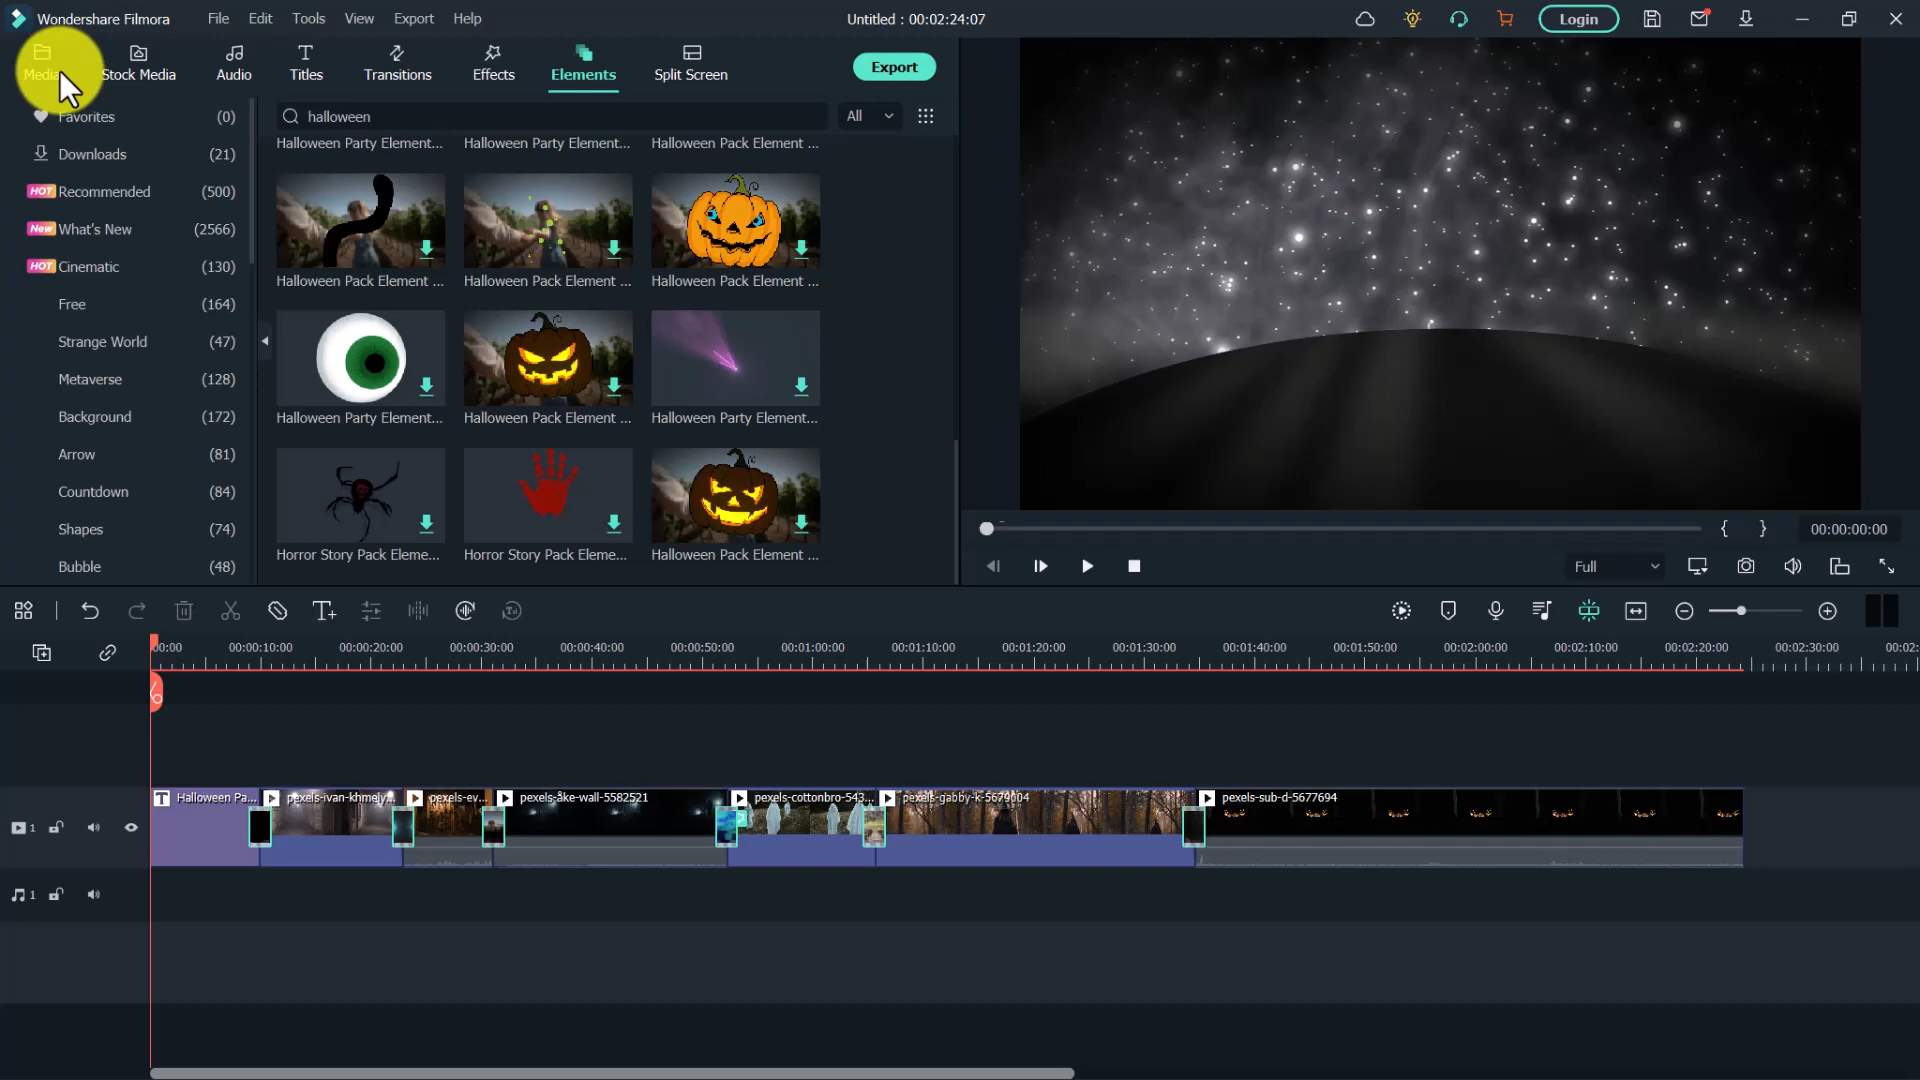 Wondershare Filmora File Edit Tools View Export Help Untitled : 00:02:24:07 Login
Media Stock Media Audio Titles Transitions Effects Elements Split Screen Export
Favorites (0)
Downloads (21)
HOT Recommended (500)
New What's New (2566)
HOT Cinematic (130)
Free (164)
Strange World (47)
Metaverse (128)
Background (172)
Arrow (81)
Countdown (84)
Shapes (74)
Bubble (48)
halloween All
Halloween Party Element... Halloween Party Element... Halloween Pack Element ...
Halloween Pack Element ... Halloween Pack Element ... Halloween Pack Element ...
Halloween Party Element... Halloween Pack Element ... Halloween Party Element...
Horror Story Pack Eleme... Horror Story Pack Eleme... Halloween Pack Element ...
00:00:00:00
Full
:00:00 00:00:10:00 00:00:20:00 00:00:30:00 00:00:40:00 00:00:50:00 00:01:00:00 00:01:10:00 00:01:20:00 00:01:30:00 00:01:40:00 00:01:50:00 00:02:00:00 00:02:10:00 00:02:20:00 00:02:30:00 00:02:
Halloween Pa... pexels-ivan-khmely... pexels-ev... pexels-åke-wall-5582521 pexels-cottonbro-543... pexels-gabby-k-5679004 pexels-sub-d-5677694
1
1